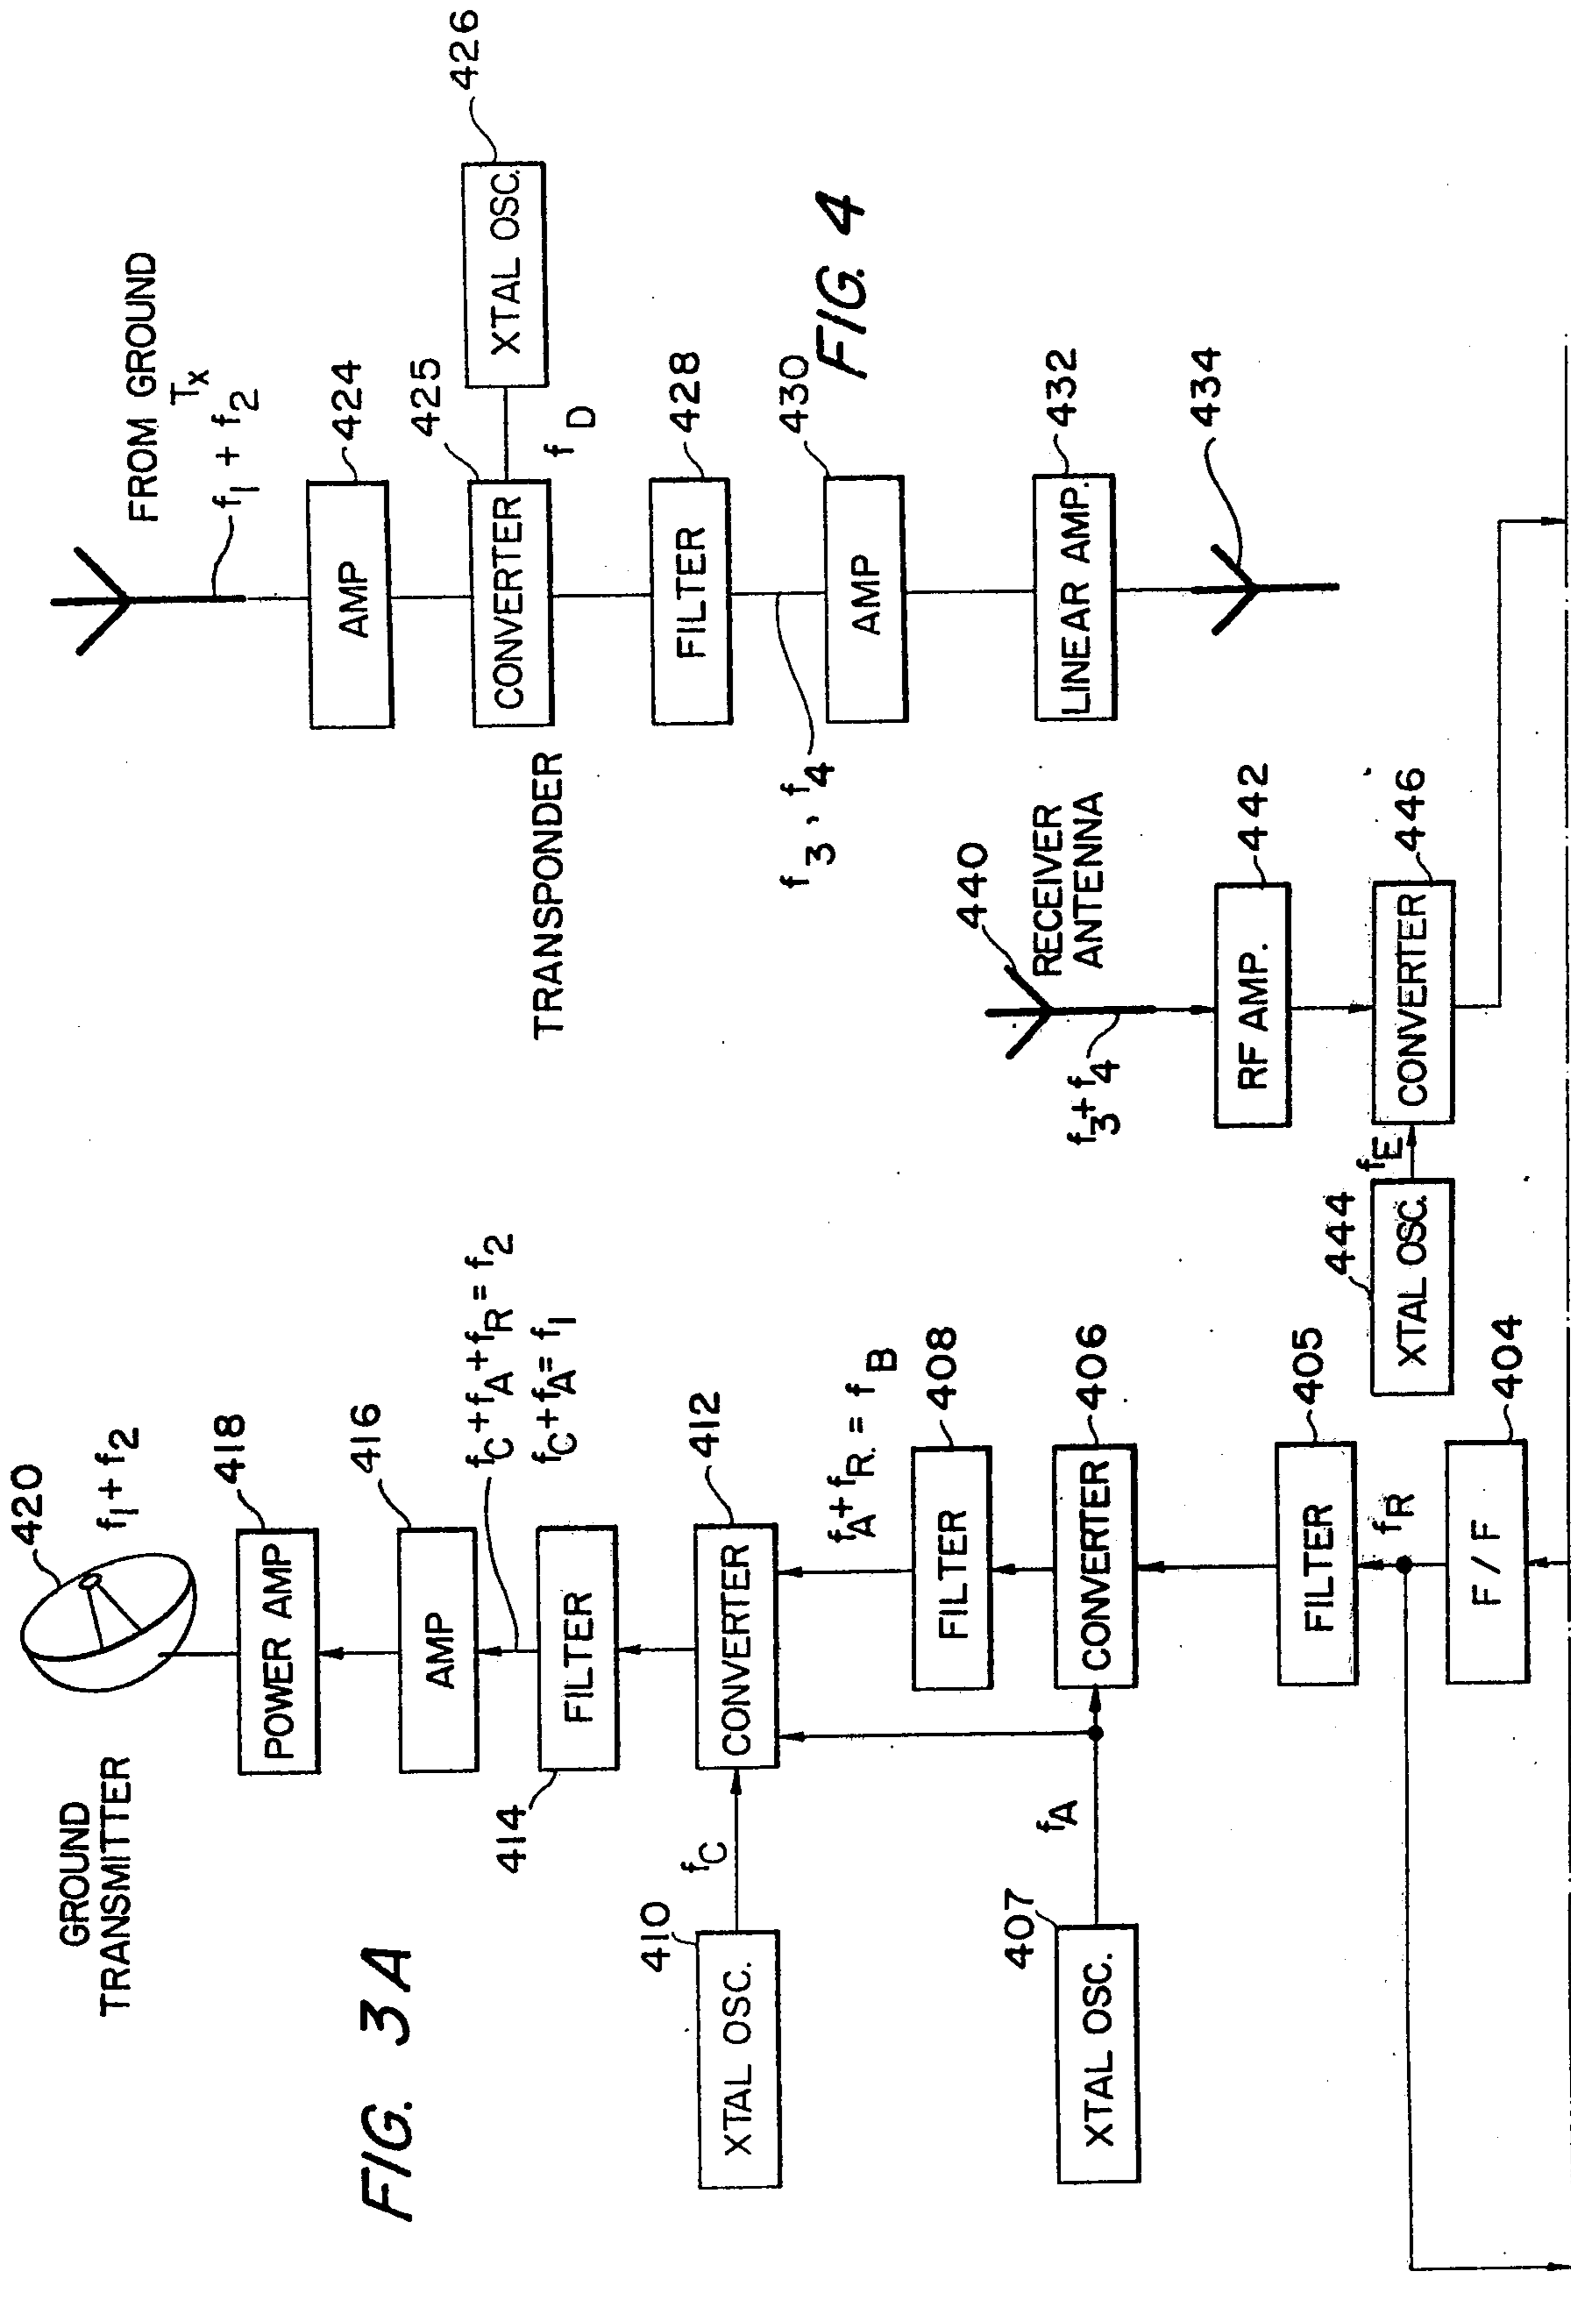 FIG. 3A
GROUND
TRANSMITTER
420
f1 + f2
418
POWER AMP
416
AMP
fC + fA + fR = f2
fC + fA = f1
414
FILTER
412
CONVERTER
410
XTAL OSC.
fC
fA + fR. = fB
408
FILTER
406
CONVERTER
407
XTAL OSC.
fA
405
FILTER
fR
404
F/F
FROM GROUND
TX
f1 + f2
424
AMP
425
CONVERTER
426
XTAL OSC.
fD
TRANSPONDER
428
FILTER
f3, f4
430
AMP
FIG. 4
432
LINEAR AMP.
434
440
RECEIVER
ANTENNA
f3 + f4
442
RF AMP.
446
CONVERTER
444
XTAL OSC.
fE